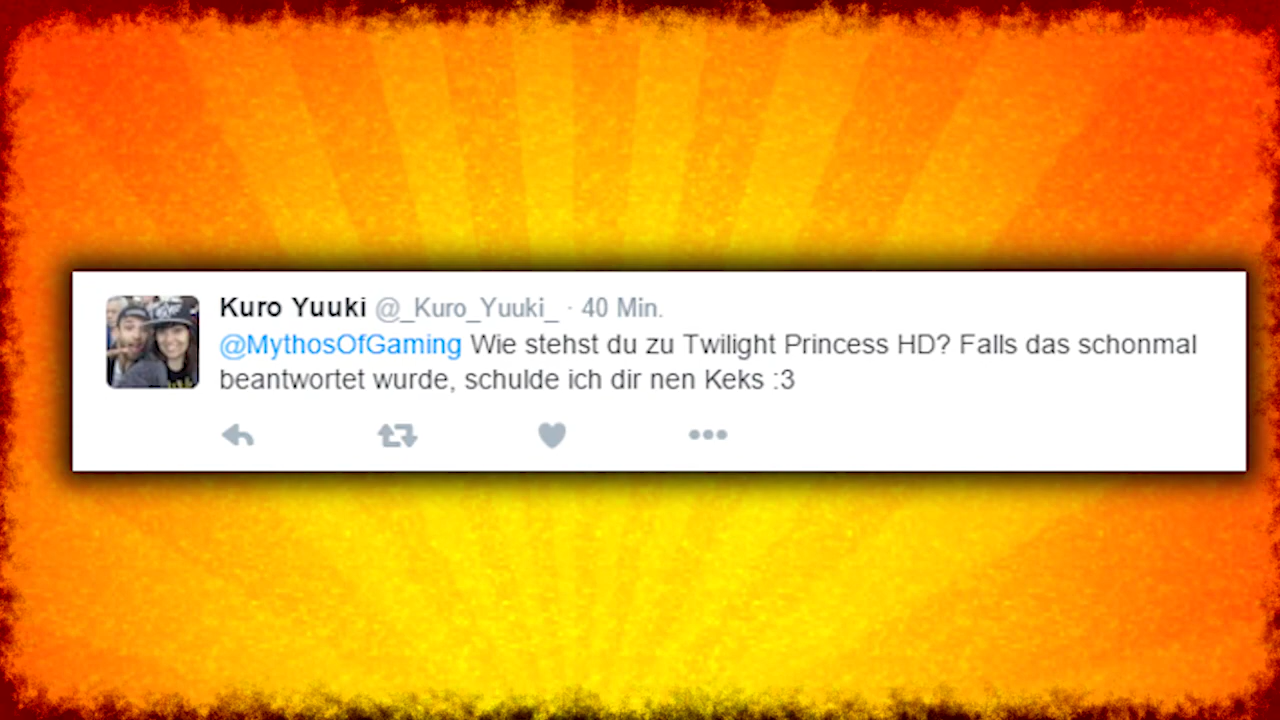 Kuro Yuuki @_Kuro_Yuuki_ · 40 Min.
@MythosOfGaming Wie stehst du zu Twilight Princess HD? Falls das schonmal
beantwortet wurde, schulde ich dir nen Keks :3